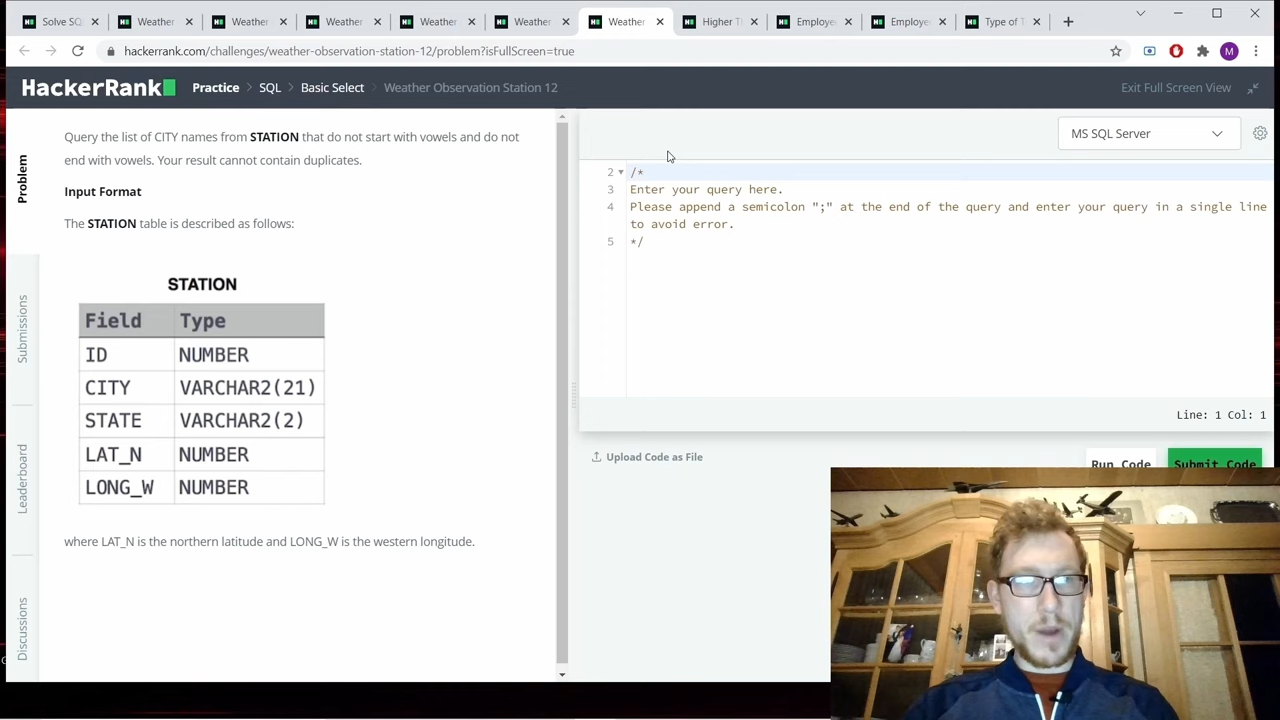 Solve SQ
Weather
Weather
Weather
Weather
Weather
Weather
Higher T
Employe
Employe
Type of T
hackerrank.com/challenges/weather-observation-station-12/problem?isFullScreen=true
M
HackerRank
Practice > SQL > Basic Select > Weather Observation Station 12
Exit Full Screen View
Problem
Submissions
Leaderboard
Discussions
Query the list of CITY names from STATION that do not start with vowels and do not
end with vowels. Your result cannot contain duplicates.
Input Format
The STATION table is described as follows:
STATION
Field Type
ID NUMBER
CITY VARCHAR2(21)
STATE VARCHAR2(2)
LAT_N NUMBER
LONG_W NUMBER
where LAT_N is the northern latitude and LONG_W is the western longitude.
MS SQL Server
2 /*
3 Enter your query here.
4 Please append a semicolon ";" at the end of the query and enter your query in a single line
to avoid error.
5 */
Line: 1 Col: 1
Upload Code as File
Run Code
Submit Code